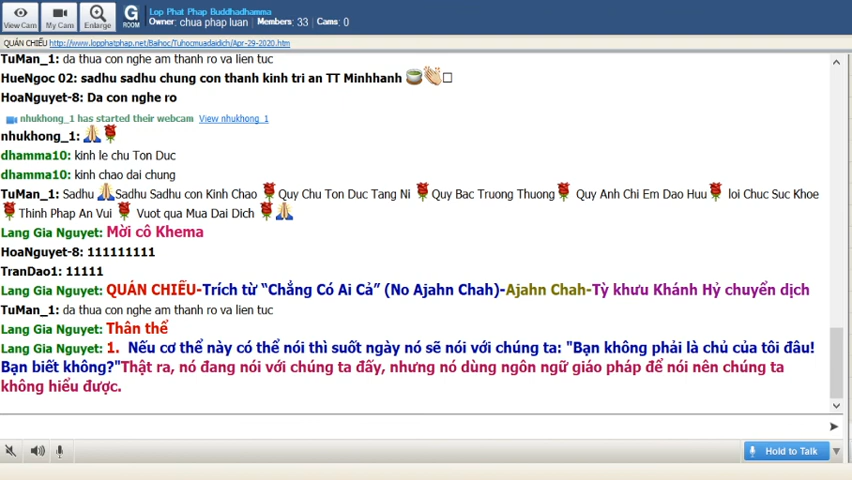 View Cam
My Cam
Enlarge
G
ROOM
Lop Phat Phap Buddhadhamma
Owner: chua phap luan Members: 33 Cams: 0
QUÁN CHIẾU http://www.lopphatphap.net/Baihoc/Tuhocmuadaidich/Apr-29-2020.htm
TuMan_1: da thua con nghe am thanh ro va lien tuc
HueNgoc 02: sadhu sadhu chung con thanh kinh tri an TT Minhhanh
HoaNguyet-8: Da con nghe ro
nhukhong_1 has started their webcam View nhukhong_1
nhukhong_1:
dhamma10: kinh le chu Ton Duc
dhamma10: kinh chao dai chung
TuMan_1: Sadhu Sadhu Sadhu con Kinh Chao Quy Chu Ton Duc Tang Ni Quy Bac Truong Thuong Quy Anh Chi Em Dao Huu loi Chuc Suc Khoe
Thinh Phap An Vui Vuot qua Mua Dai Dich
Lang Gia Nguyet: Mời cô Khema
HoaNguyet-8: 111111111
TranDao1: 11111
Lang Gia Nguyet: QUÁN CHIẾU-Trích từ “Chẳng Có Ai Cả” (No Ajahn Chah)-Ajahn Chah-Tỳ khưu Khánh Hỷ chuyển dịch
TuMan_1: da thua con nghe am thanh ro va lien tuc
Lang Gia Nguyet: Thân thể
Lang Gia Nguyet: 1. Nếu cơ thể này có thể nói thì suốt ngày nó sẽ nói với chúng ta: "Bạn không phải là chủ của tôi đâu!
Bạn biết không?"Thật ra, nó đang nói với chúng ta đấy, nhưng nó dùng ngôn ngữ giáo pháp để nói nên chúng ta
không hiểu được.
Hold to Talk